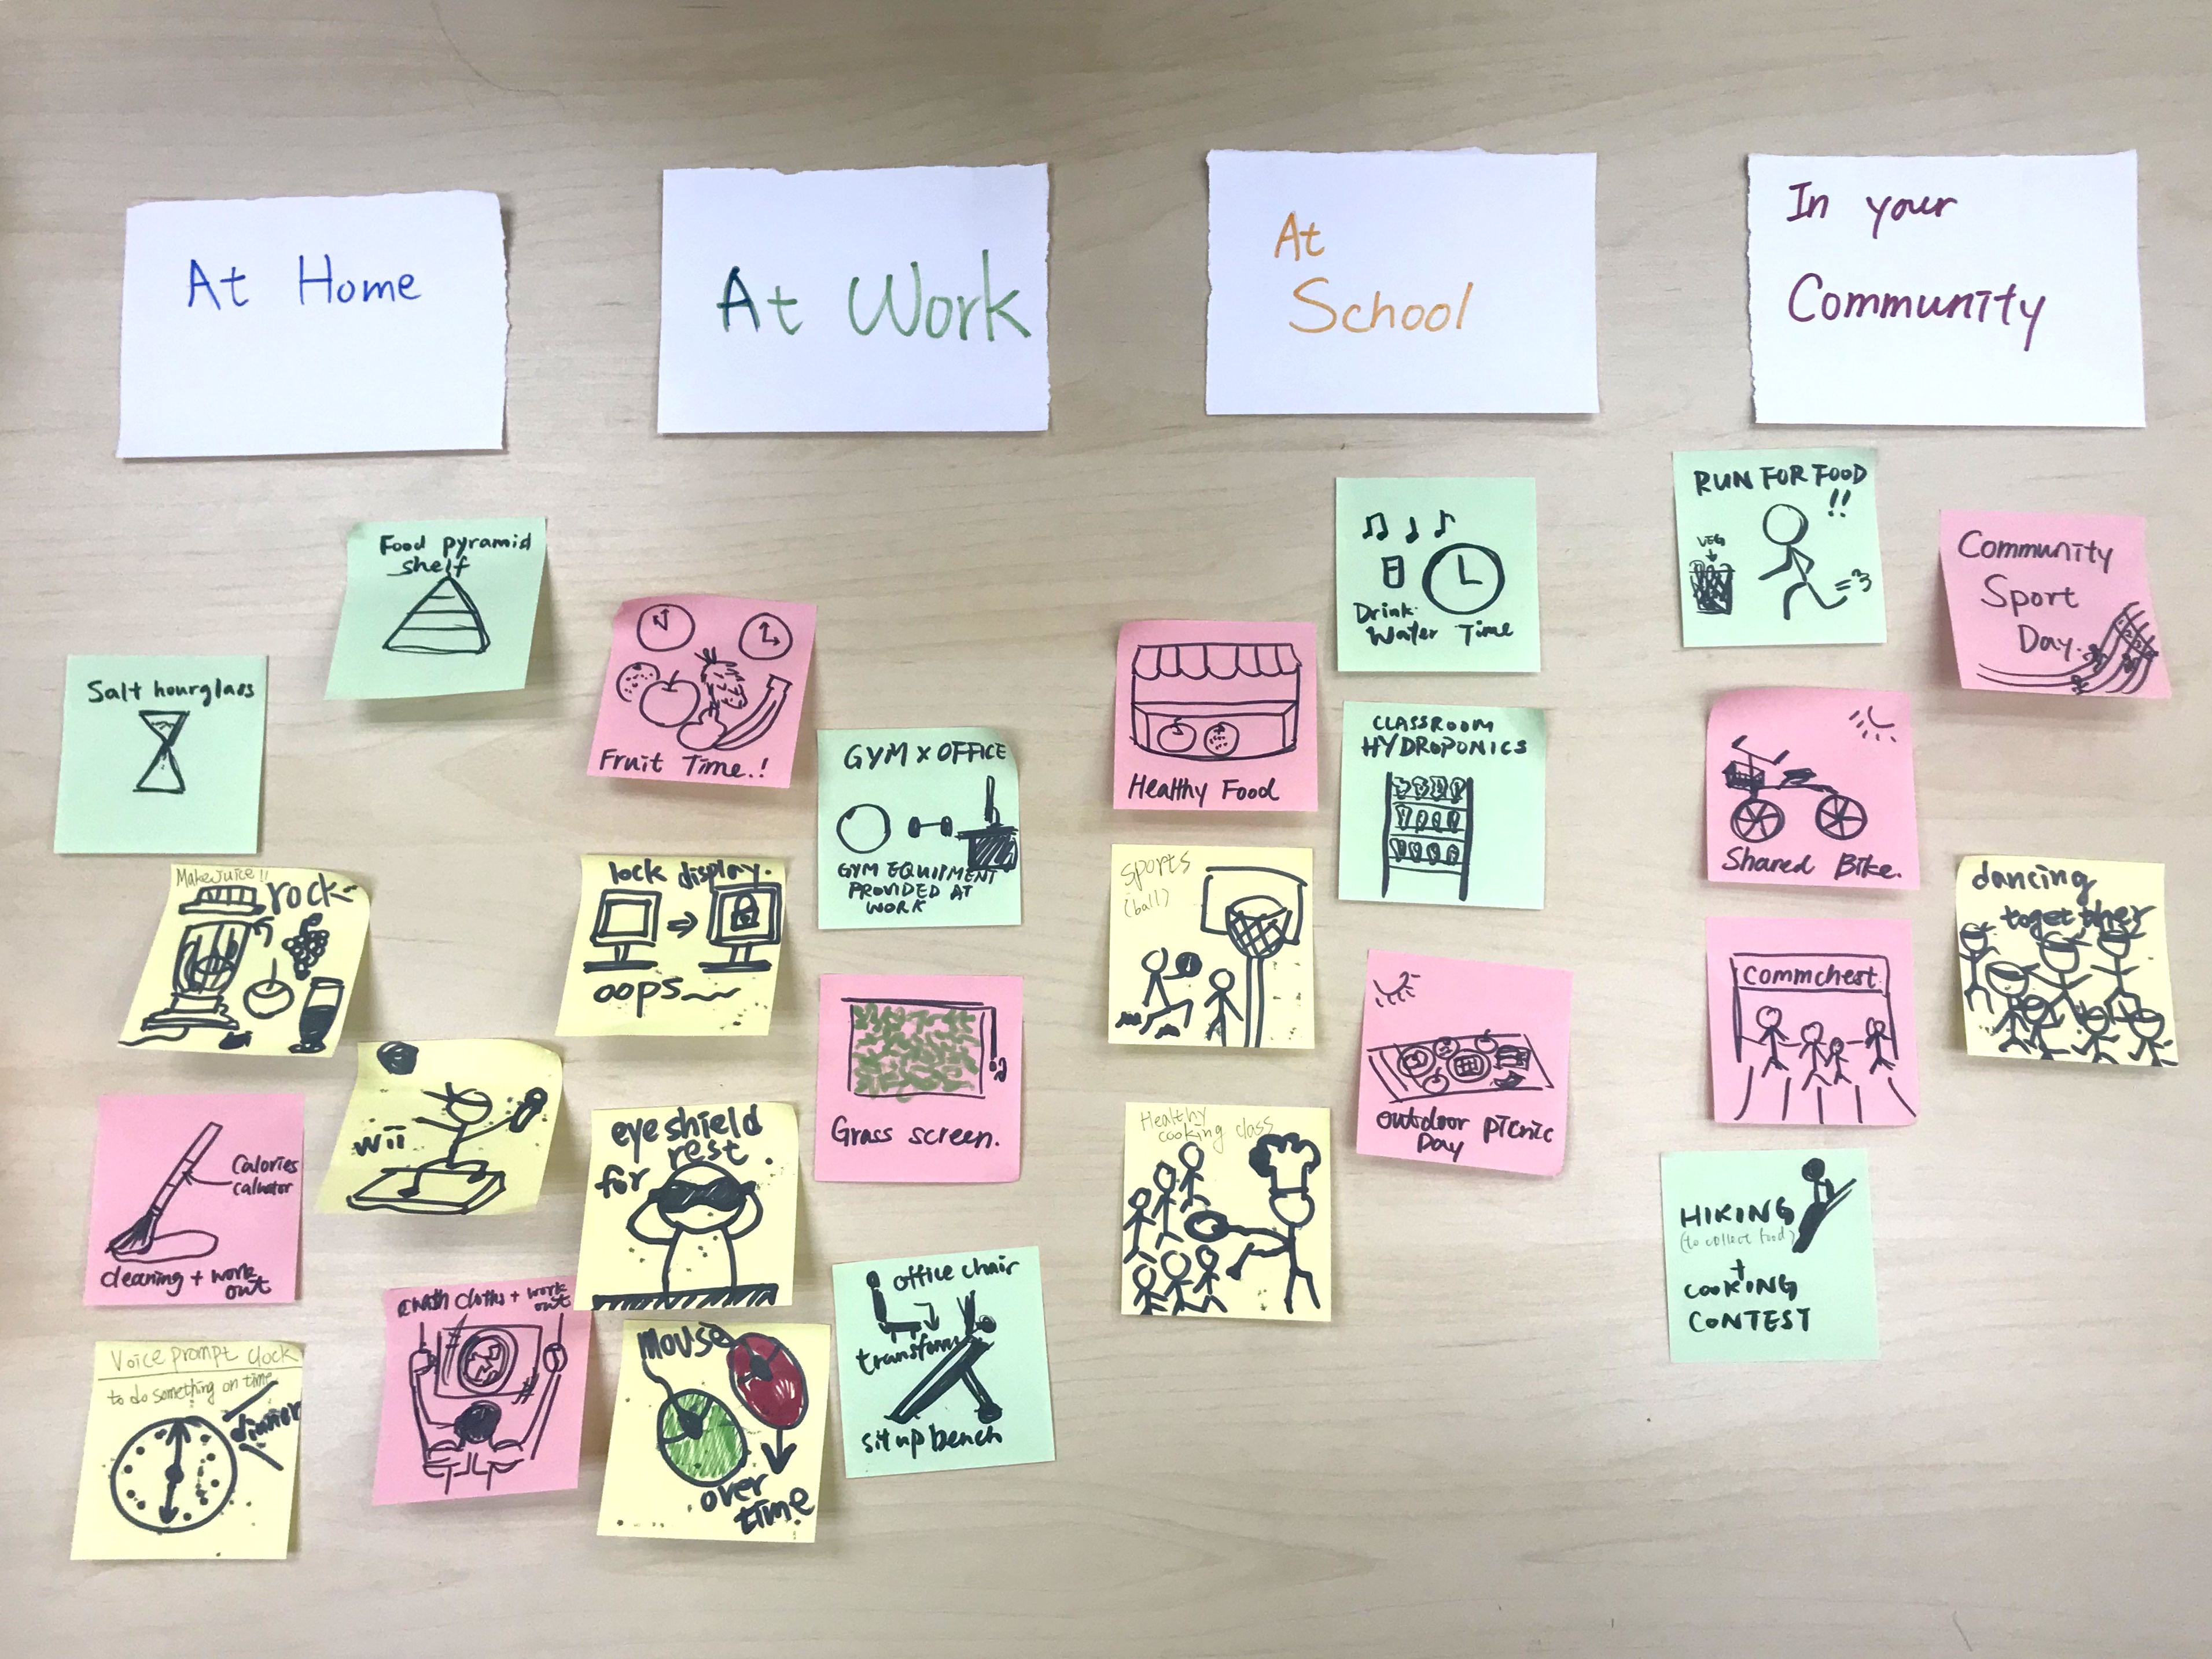 At Home
At Work
At
School
In your
Community
Food pyramid
shelf
Salt hourglass
Make juice!!
rock
wii
Calories
cleaning + work
out
cloths + work
out
Voice prompt clock
to do something on time
dinner
Fruit Time.!
GYM X OFFICE
GYM EQUIPMENT
PROVIDED AT
WORK
lock display.
oops
Grass screen.
eye shield
for rest.
office chair
transform
sit up bench
mouse
over
time
Drink
Water Time
Healthy Food
CLASSROOM
HYDROPONICS
Sports
(ball)
outdoor picnic
Day
Healthy
cooking class
RUN FOR FOOD
!!
VEG
Community
Sport
Day.
Shared Bike.
dancing
together
Commchest
HIKING
(to collect food)
+
COOKING
CONTEST